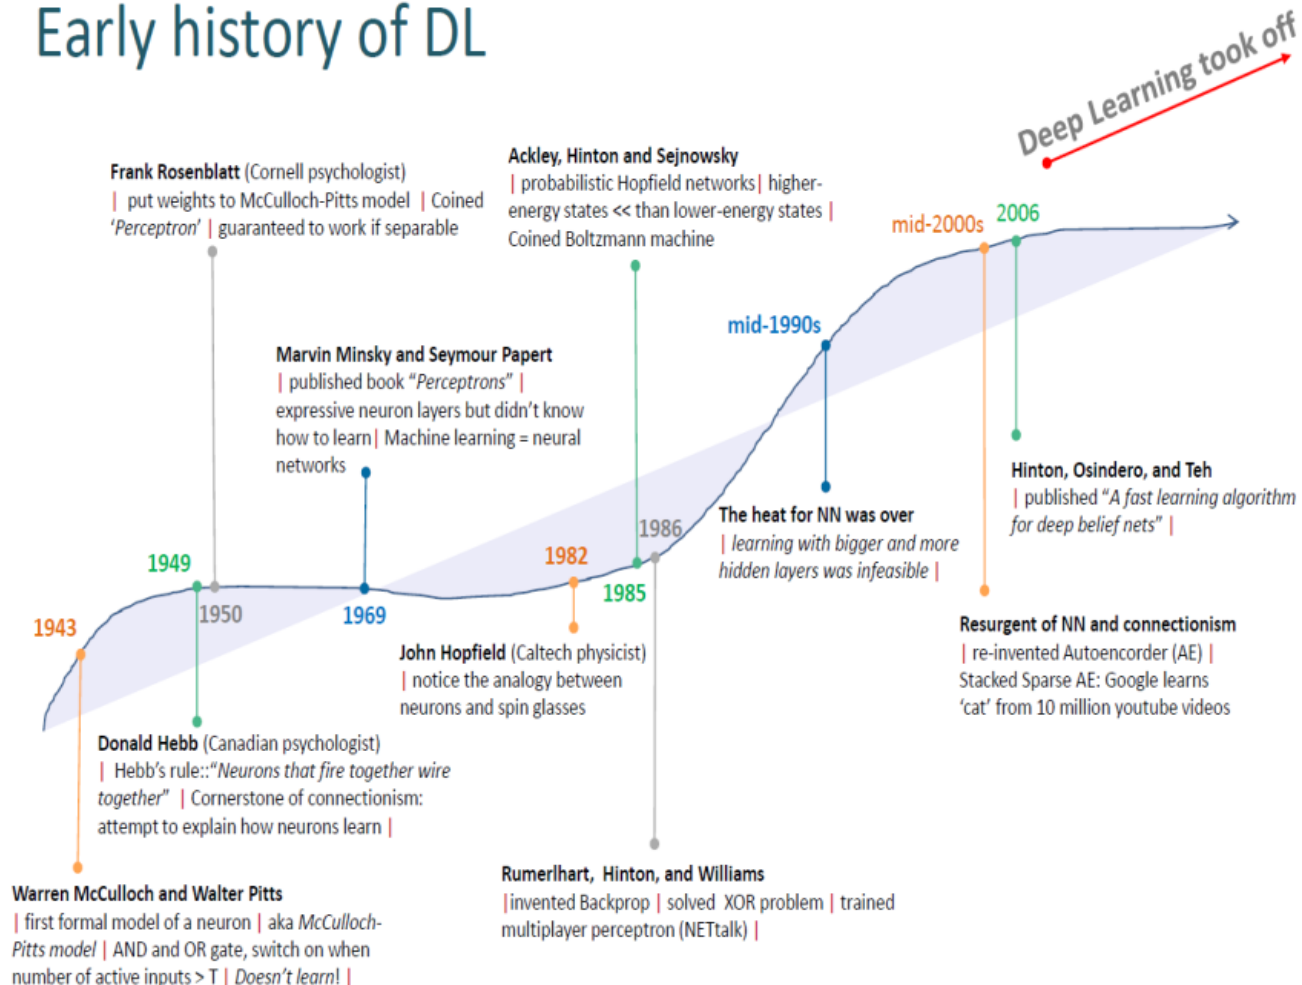 Early history of DL
Deep Learning took off
Frank Rosenblatt (Cornell psychologist)
| put weights to McCulloch-Pitts model | Coined
‘Perceptron’ | guaranteed to work if separable
Ackley, Hinton and Sejnowsky
| probabilistic Hopfield networks| higher-
energy states << than lower-energy states |
Coined Boltzmann machine
mid-2000s
2006
mid-1990s
Marvin Minsky and Seymour Papert
| published book “Perceptrons” |
expressive neuron layers but didn’t know
how to learn| Machine learning = neural
networks
Hinton, Osindero, and Teh
| published “A fast learning algorithm
for deep belief nets” |
The heat for NN was over
| learning with bigger and more
hidden layers was infeasible |
1986
1949
1982
1985
1950
1969
1943
Resurgent of NN and connectionism
| re-invented Autoencorder (AE) |
Stacked Sparse AE: Google learns
‘cat’ from 10 million youtube videos
John Hopfield (Caltech physicist)
| notice the analogy between
neurons and spin glasses
Donald Hebb (Canadian psychologist)
| Hebb’s rule::“Neurons that fire together wire
together” | Cornerstone of connectionism:
attempt to explain how neurons learn |
Rumerlhart, Hinton, and Williams
|invented Backprop | solved XOR problem | trained
multiplayer perceptron (NETtalk) |
Warren McCulloch and Walter Pitts
| first formal model of a neuron | aka McCulloch-
Pitts model | AND and OR gate, switch on when
number of active inputs > T | Doesn’t learn! |